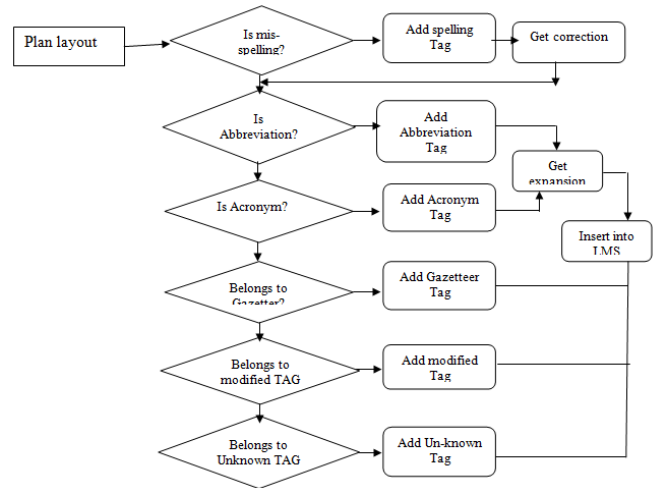 Plan layout
Is mis-
spelling?
Add spelling
Tag
Get correction
Is
Abbreviation?
Add
Abbreviation
Tag
Get
expansion
Is Acronym?
Add Acronym
Tag
Insert into
LMS
Belongs to
Gazetter?
Add Gazetteer
Tag
Belongs to
modified TAG
Add modified
Tag
Belongs to
Unknown TAG
Add Un-known
Tag